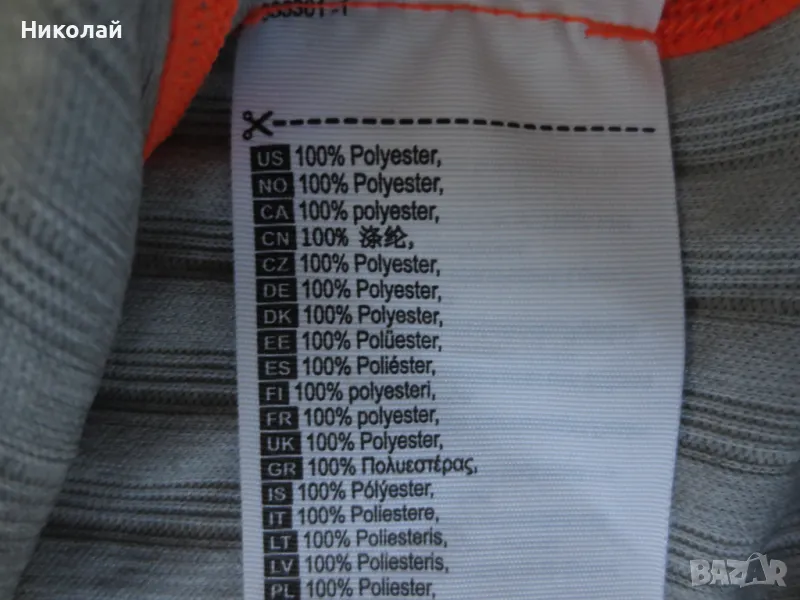 Николай
US 100% Polyester,
NO 100% Polyester,
CA 100% polyester,
CN 100% 涤纶,
CZ 100% Polyester,
DE 100% Polyester,
DK 100% Polyester,
EE 100% Polüester,
ES 100% Poliéster,
FI 100% polyesteri,
FR 100% polyester,
UK 100% Polyester,
GR 100% Πολυεστέρας,
IS 100% Pólýester,
IT 100% Poliestere,
LT 100% Poliesteris,
LV 100% Poliesteris,
PL 100% Poliester,
BAZAR